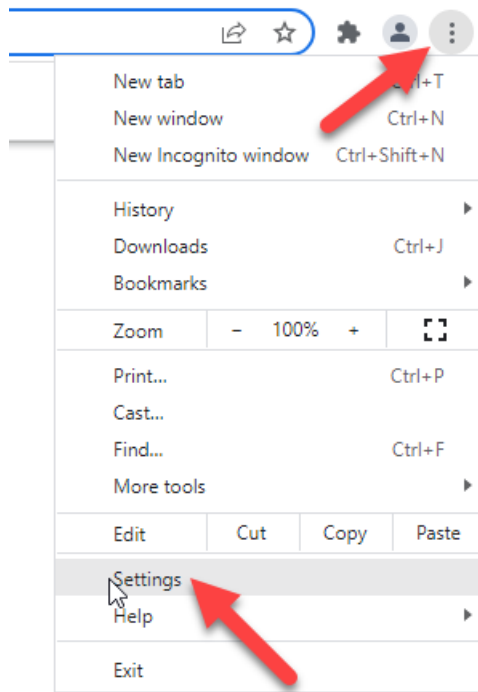 New tab Ctrl+T
New window Ctrl+N
New Incognito window Ctrl+Shift+N
History
Downloads Ctrl+J
Bookmarks
Zoom - 100% +
Print... Ctrl+P
Cast...
Find... Ctrl+F
More tools
Edit Cut Copy Paste
Settings
Help
Exit